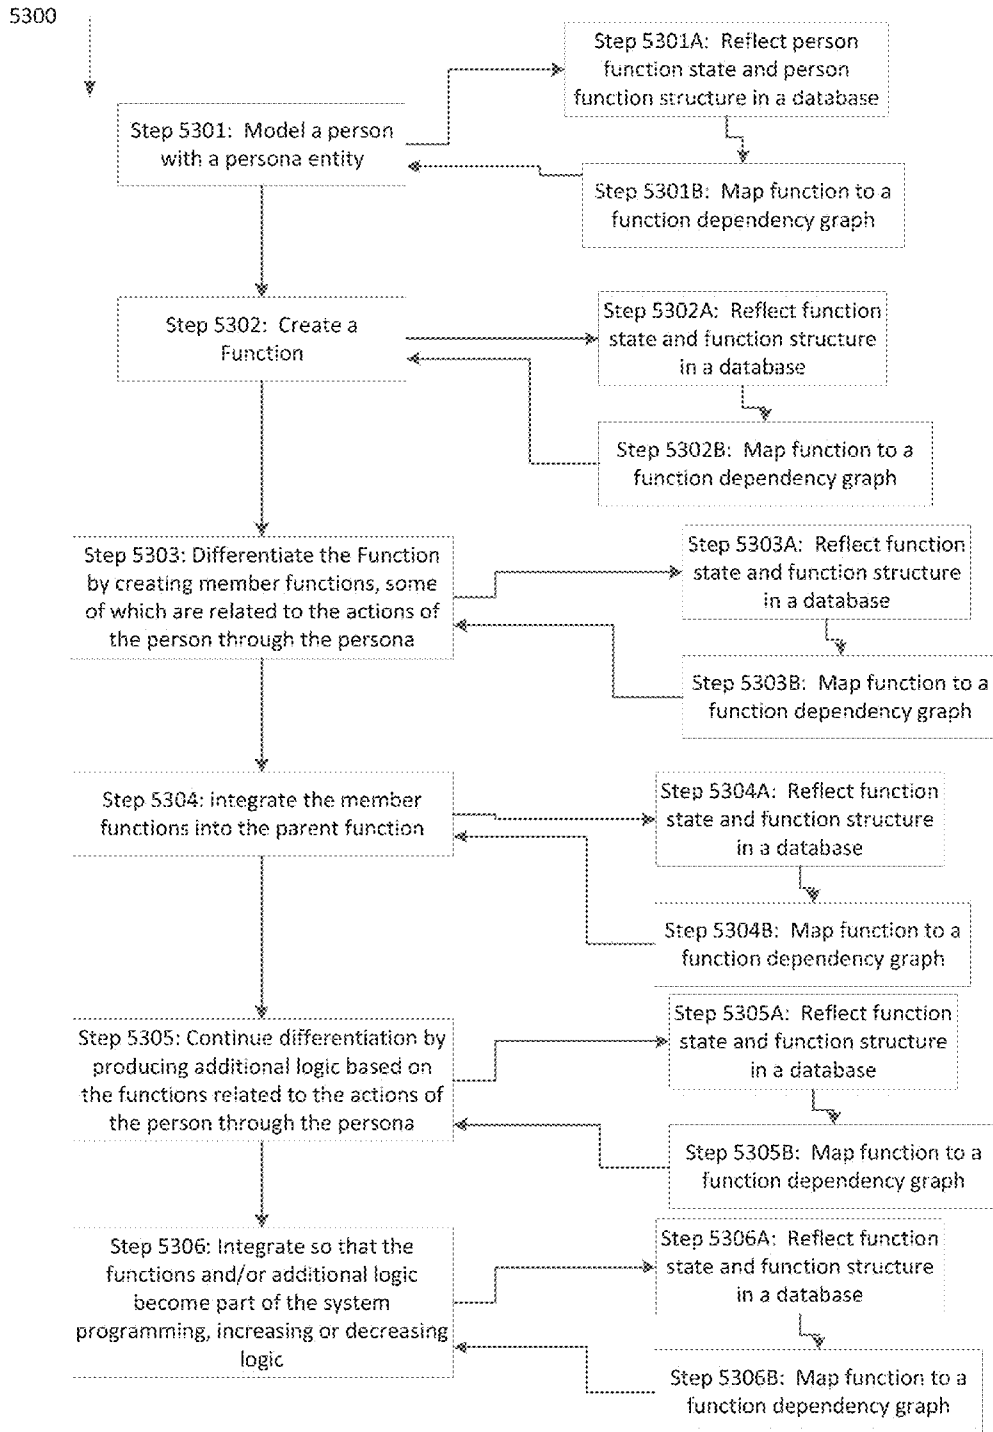 5300
Step 5301A: Reflect person
function state and person
function structure in a database
Step 5301: Model a person
with a persona entity
Step 5301B: Map function to a
function dependency graph
Step 5302: Create a
Function
Step 5302A: Reflect function
state and function structure
in a database
Step 5302B: Map function to a
function dependency graph
Step 5303: Differentiate the Function
by creating member functions, some
of which are related to the actions of
the person through the persona
Step 5303A: Reflect function
state and function structure
in a database
Step 5303B: Map function to a
function dependency graph
Step 5304: integrate the member
functions into the parent function
Step 5304A: Reflect function
state and function structure
in a database
Step 5304B: Map function to a
function dependency graph
Step 5305: Continue differentiation by
producing additional logic based on
the functions related to the actions of
the person through the persona
Step 5305A: Reflect function
state and function structure
in a database
Step 5305B: Map function to a
function dependency graph
Step 5306: Integrate so that the
functions and/or additional logic
become part of the system
programming, increasing or decreasing
logic
Step 5306A: Reflect function
state and function structure
in a database
Step 5306B: Map function to a
function dependency graph